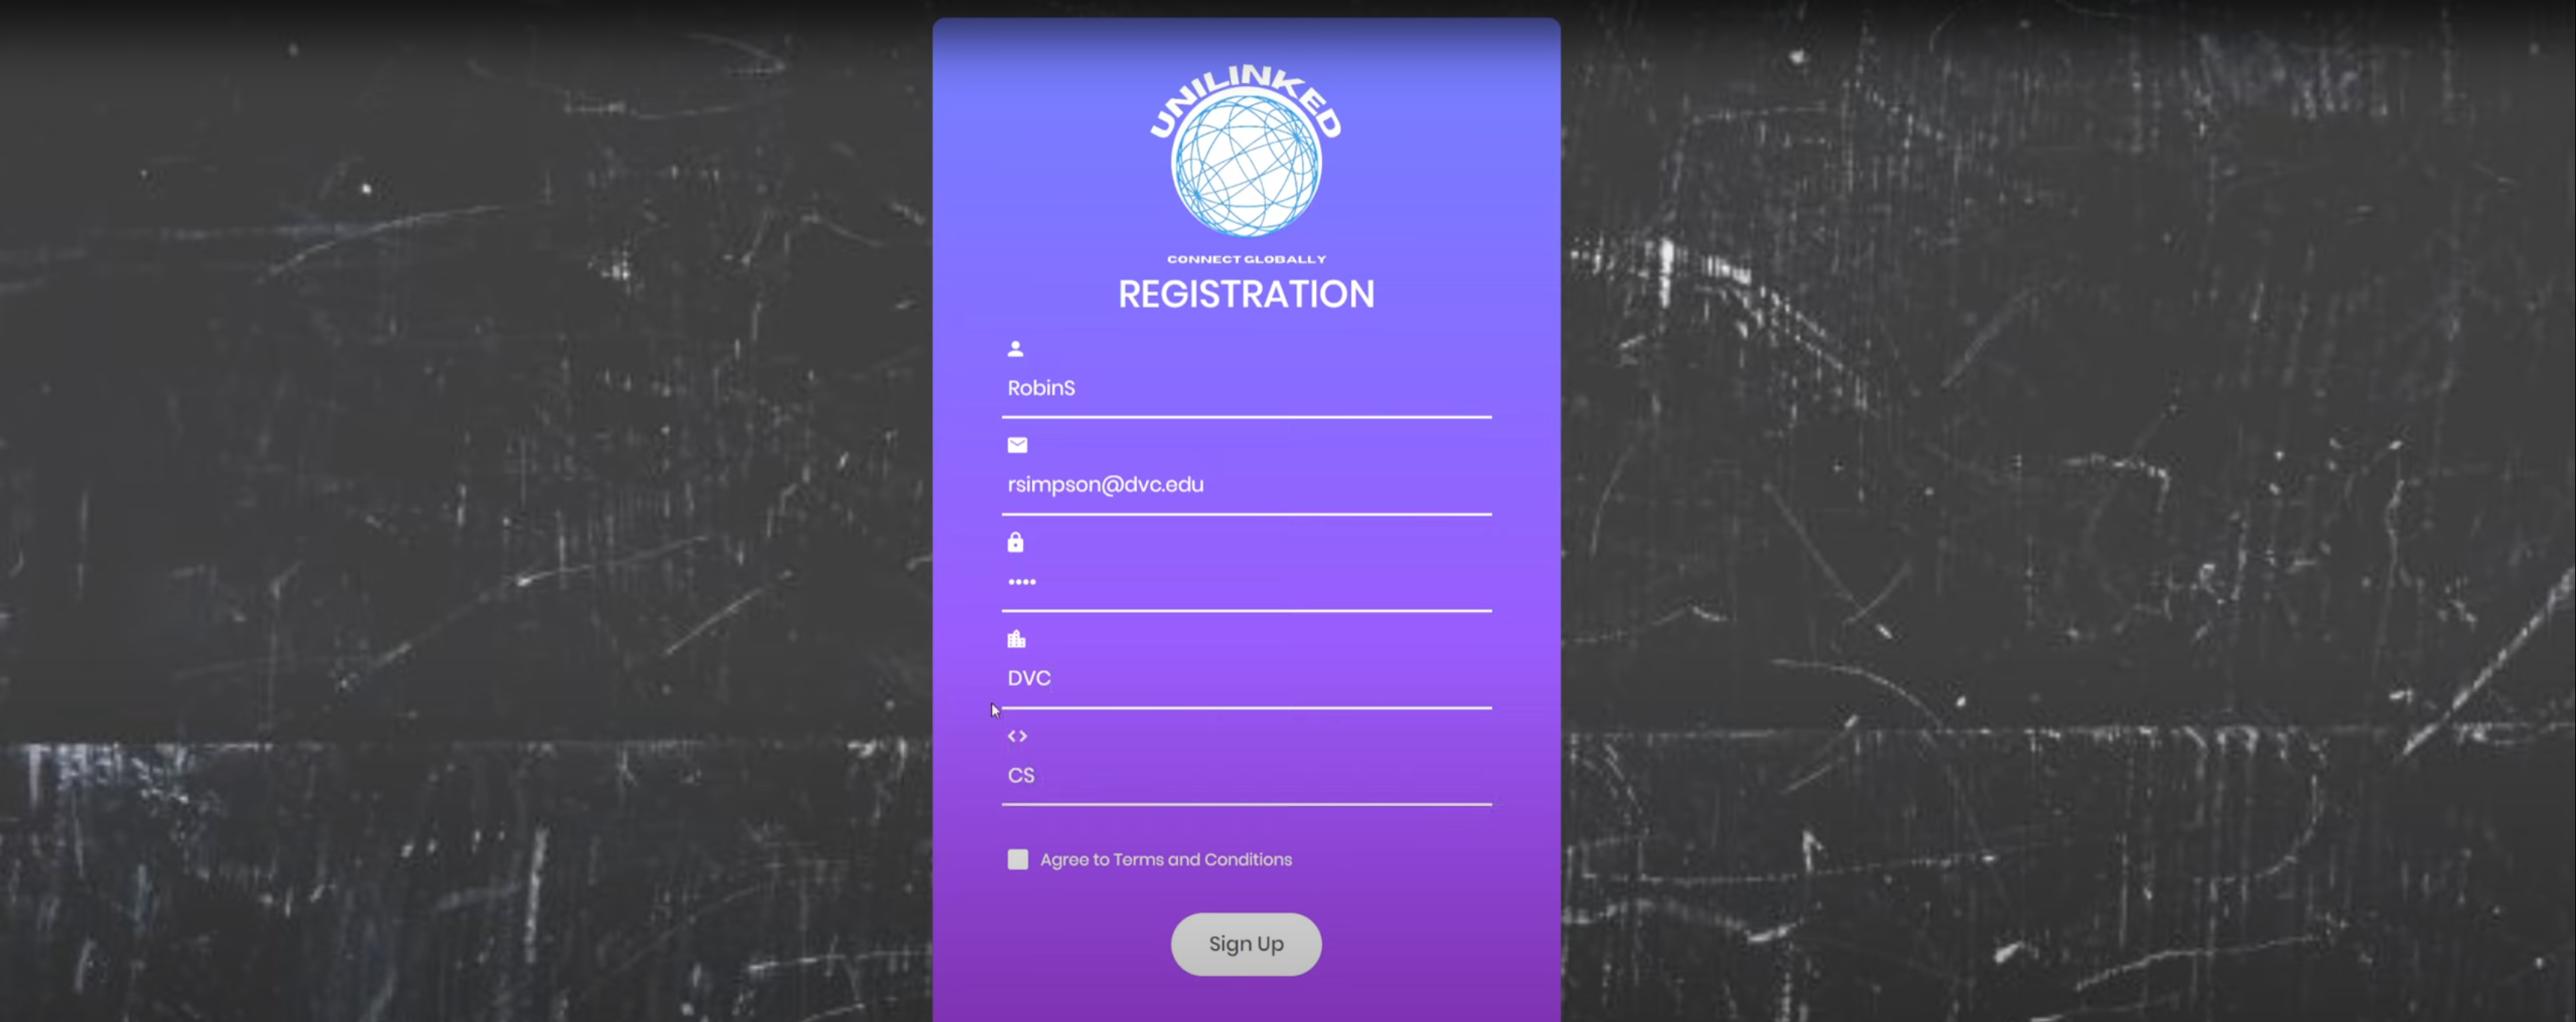 UNILINKED
CONNECT GLOBALLY
REGISTRATION
RobinS
rsimpson@dvc.edu
••••
DVC
CS
Agree to Terms and Conditions
Sign Up